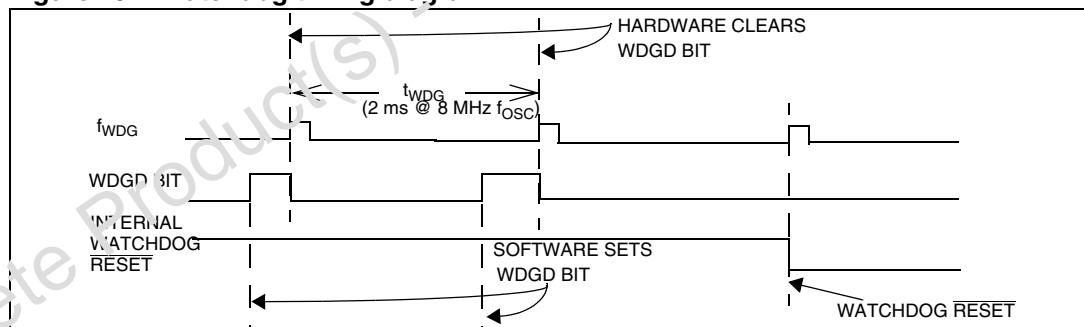 HARDWARE CLEARS
WDGD BIT
tWDG
(2 ms @ 8 MHz fOSC)
fWDG
WDGD BIT
INTERNAL
WATCHDOG
RESET
SOFTWARE SETS
WDGD BIT
WATCHDOG RESET